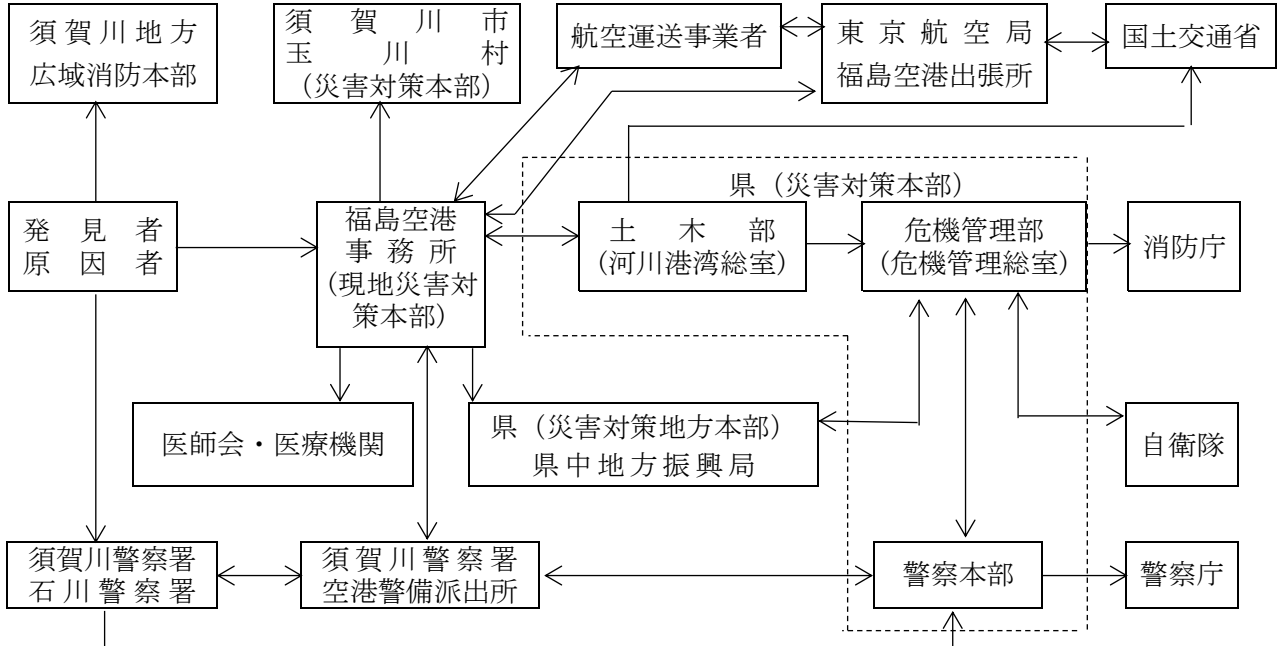 須賀川地方
広域消防本部
須賀川市
玉川村
(災害対策本部)
航空運送事業者
東京航空局
福島空港出張所
国土交通省
県(災害対策本部)
発見者
原因者
福島空港
事務所
(現地災害対
策本部)
土木部
(河川港湾総室)
危機管理部
(危機管理総室)
消防庁
医師会・医療機関
県(災害対策地方本部)
県中地方振興局
自衛隊
須賀川警察署
石川警察署
須賀川警察署
空港警備派出所
警察本部
警察庁